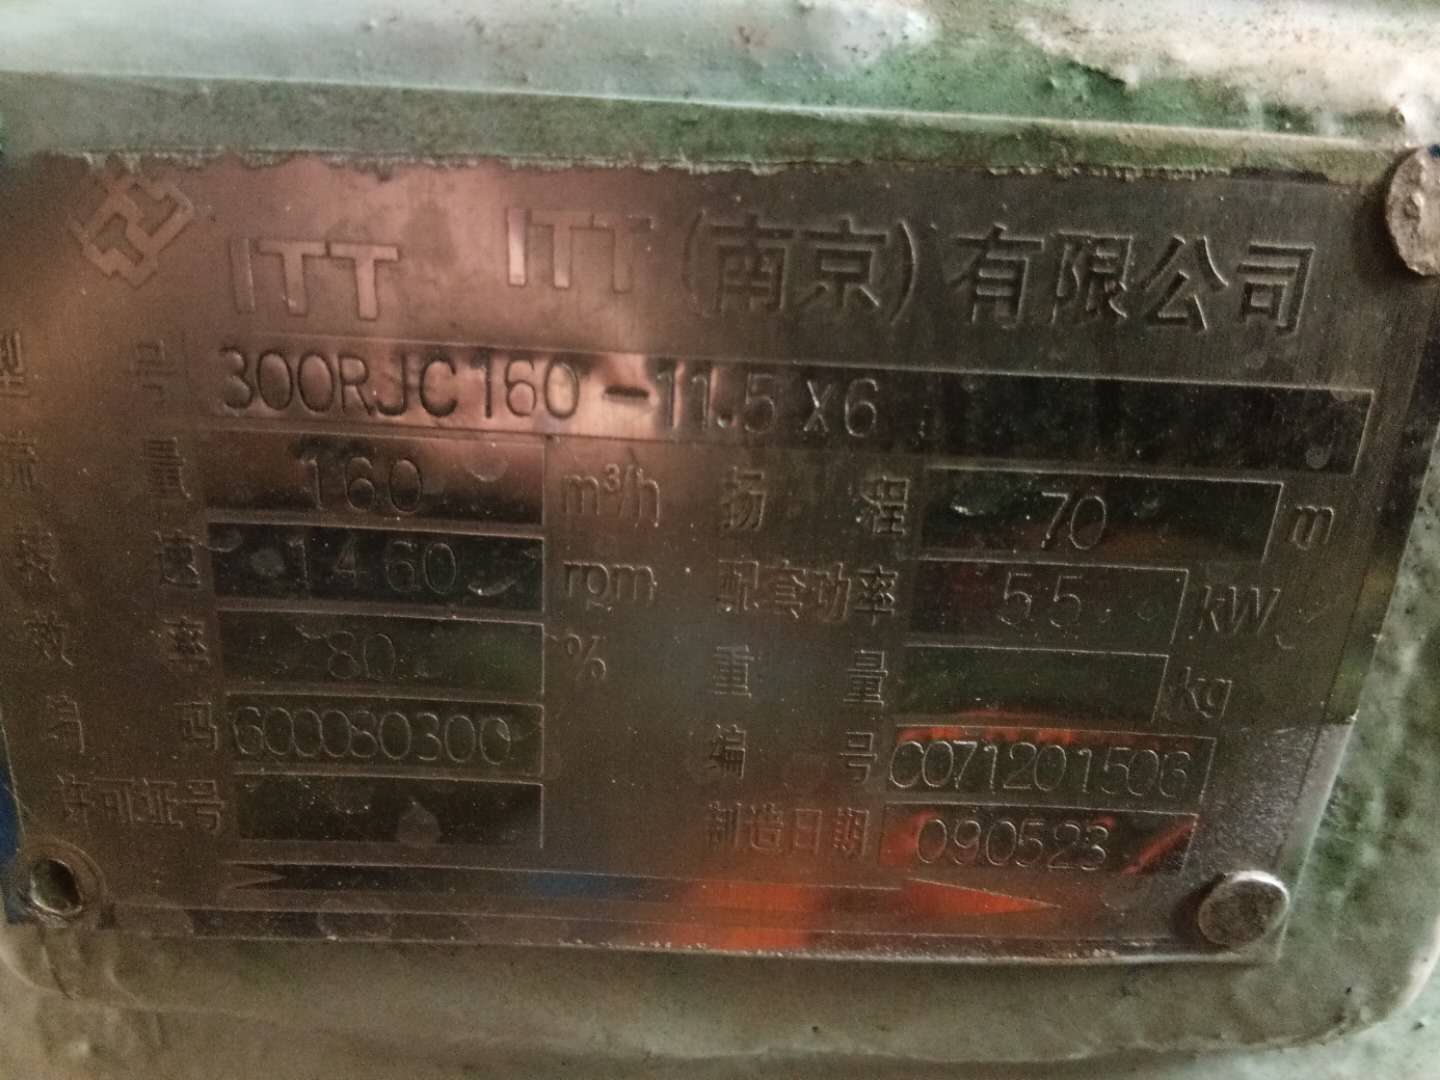 ITT ITT(南京)有限公司
型号 300RJC160-11.5X6
流量 160 m³/h 扬程 70 m
转速 1460 rpm 配套功率 55 kW
效率 80 % 重量 kg
编码 600080300 编号 C071201506
许可证号 制造日期 090523